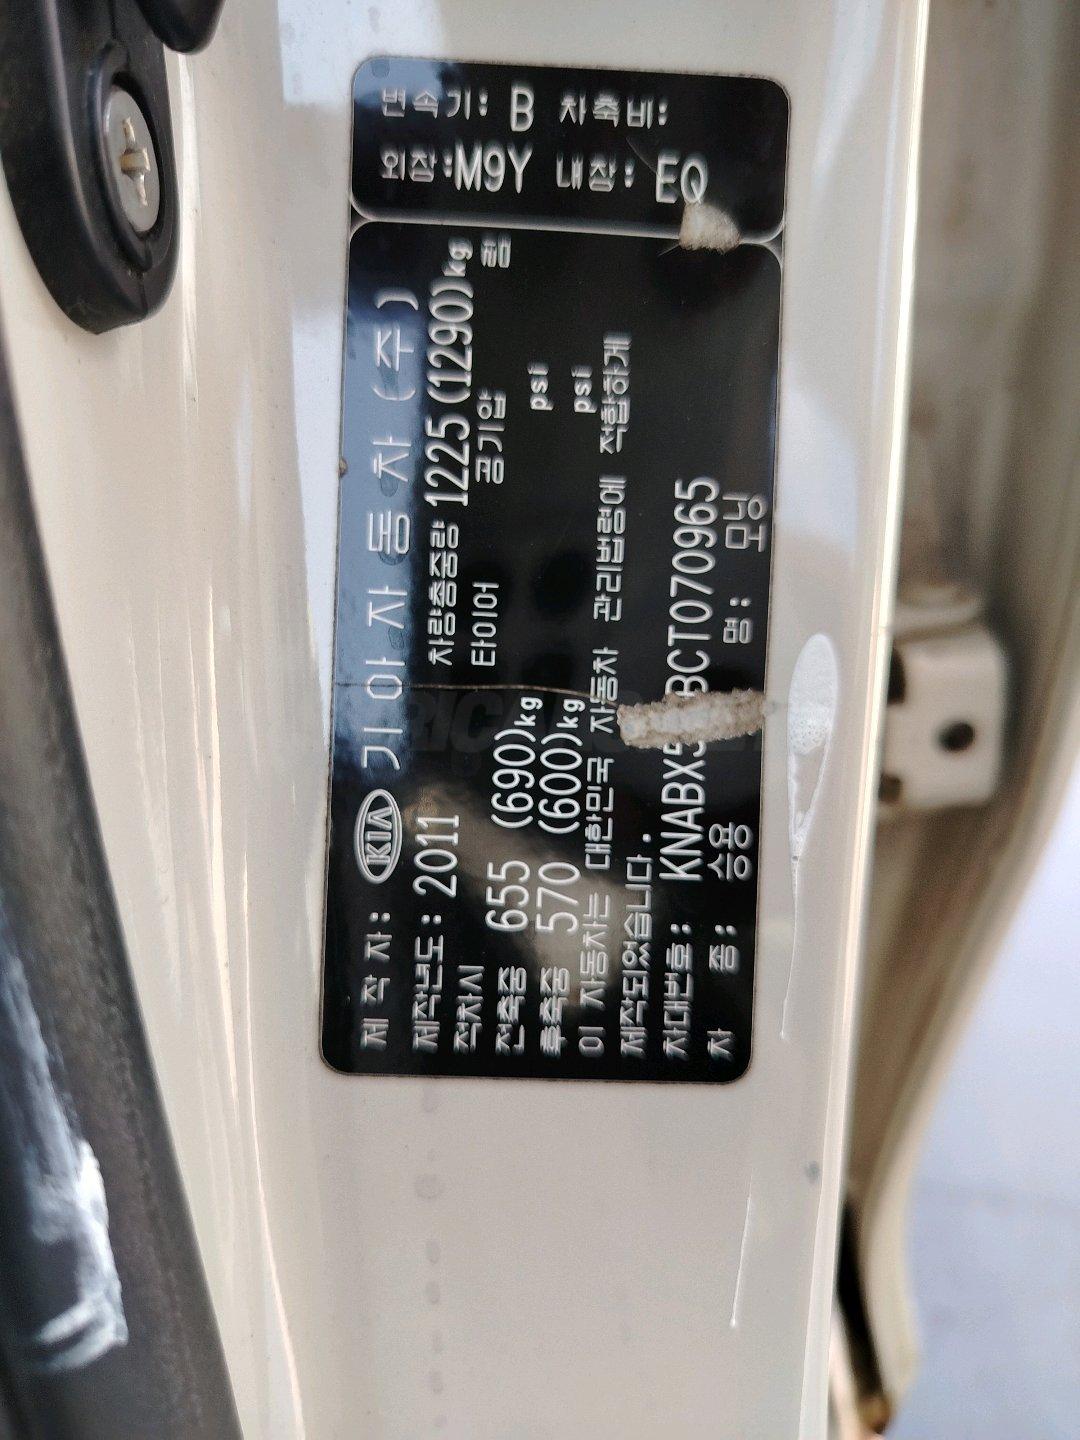 변속기: B 차축비:
외장:M9Y 내장: EQ
제 작 자: KIA 기아자동차(주)
제작년도: 2011 차량총중량 1225(1290)kg
적차시 타이어 공기압 림
전축중 655 (690)kg psi
후축중 570 (600)kg psi
이 자동차는 대한민국 자동차 관리법령에 적합하게
제작되었습니다.
차대번호: KNABX5 BCT070965
차 종: 승용 명: 모닝